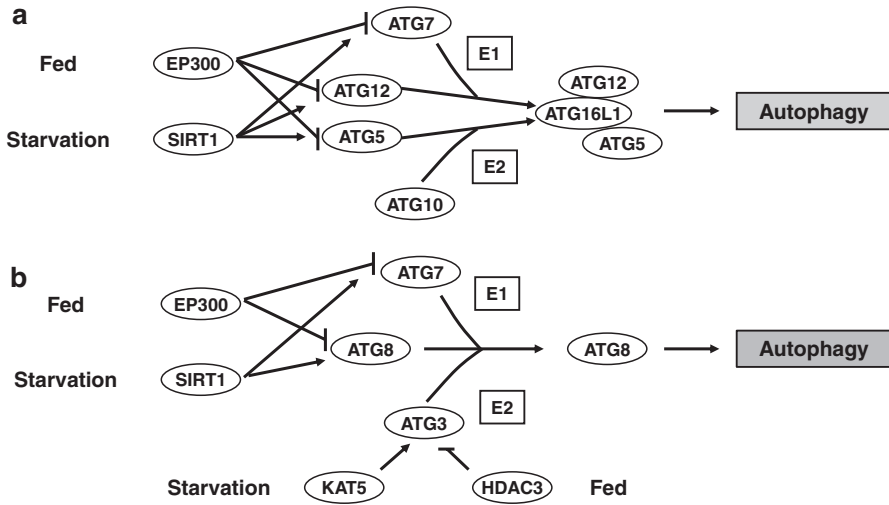 a
ATG7
E1
Fed
EP300
ATG12
ATG12
ATG16L1
Autophagy
Starvation
SIRT1
ATG5
ATG5
E2
ATG10
b
ATG7
E1
Fed
EP300
ATG8
ATG8
Autophagy
Starvation
SIRT1
E2
ATG3
Starvation
KAT5
HDAC3
Fed